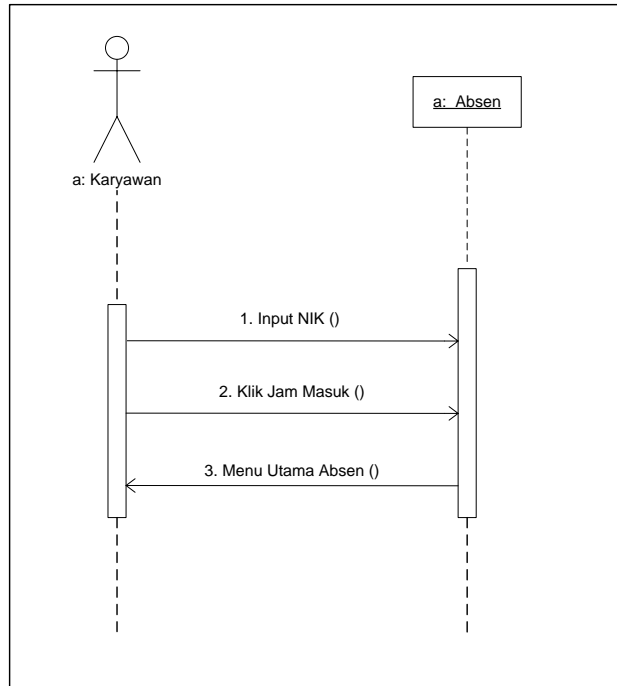 a: Absen
a: Karyawan
1. Input NIK ()
2. Klik Jam Masuk ()
3. Menu Utama Absen ()